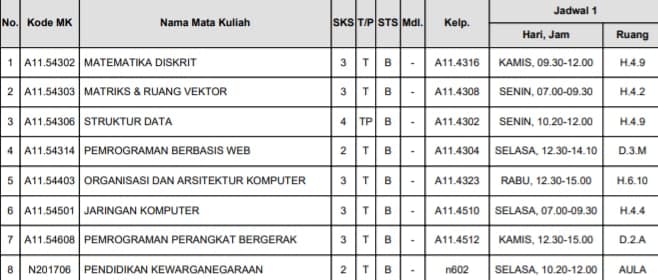 No. Kode MK Nama Mata Kuliah SKS T/P STS Mdl. Kelp. Jadwal 1
Hari, Jam Ruang
1 A11.54302 MATEMATIKA DISKRIT 3 T B - A11.4316 KAMIS, 09.30-12.00 H.4.9
2 A11.54303 MATRIKS & RUANG VEKTOR 3 T B - A11.4308 SENIN, 07.00-09.30 H.4.2
3 A11.54306 STRUKTUR DATA 4 TP B - A11.4302 SENIN, 10.20-12.00 H.4.9
4 A11.54314 PEMROGRAMAN BERBASIS WEB 2 T B - A11.4304 SELASA, 12.30-14.10 D.3.M
5 A11.54403 ORGANISASI DAN ARSITEKTUR KOMPUTER 3 T B - A11.4323 RABU, 12.30-15.00 H.6.10
6 A11.54501 JARINGAN KOMPUTER 3 T B - A11.4510 SELASA, 07.00-09.30 H.4.4
7 A11.54608 PEMROGRAMAN PERANGKAT BERGERAK 3 T B - A11.4512 KAMIS, 12.30-15.00 D.2.A
8 N201706 PENDIDIKAN KEWARGANEGARAAN 2 T B - n602 SELASA, 10.20-12.00 AULA